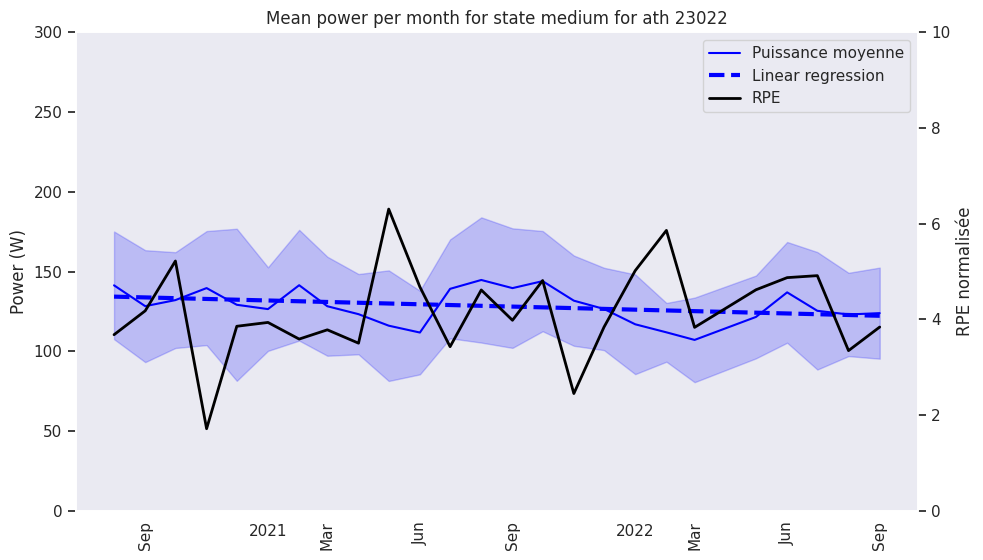 Mean power per month for state medium for ath 23022
Puissance moyenne
Linear regression
RPE
Power (W)
300
250
200
150
100
50
0
RPE normalisée
10
8
6
4
2
0
Sep
2021
Mar
Jun
Sep
2022
Mar
Jun
Sep